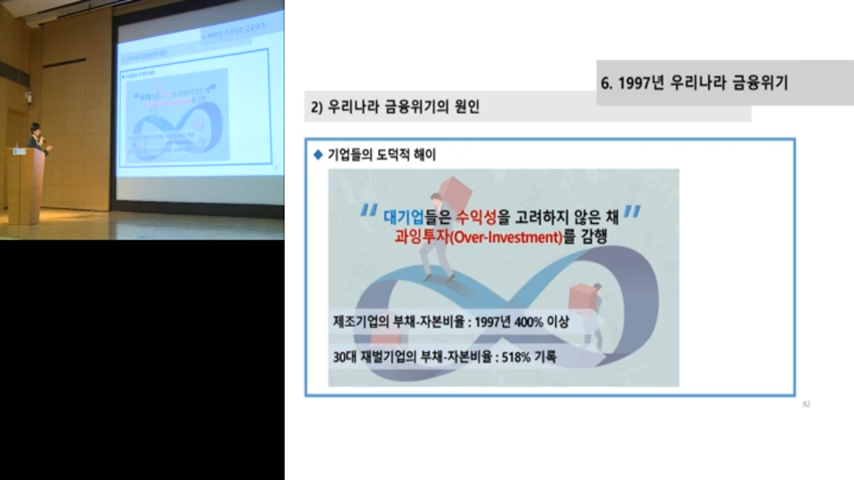 6. 1997년 우리나라 금융위기
2) 우리나라 금융위기의 원인
◆ 기업들의 도덕적 해이
" 대기업들은 수익성을 고려하지 않은 채 "
과잉투자(Over-Investment)를 감행
제조기업의 부채-자본비율 : 1997년 400% 이상
30대 재벌기업의 부채-자본비율 : 518% 기록
82